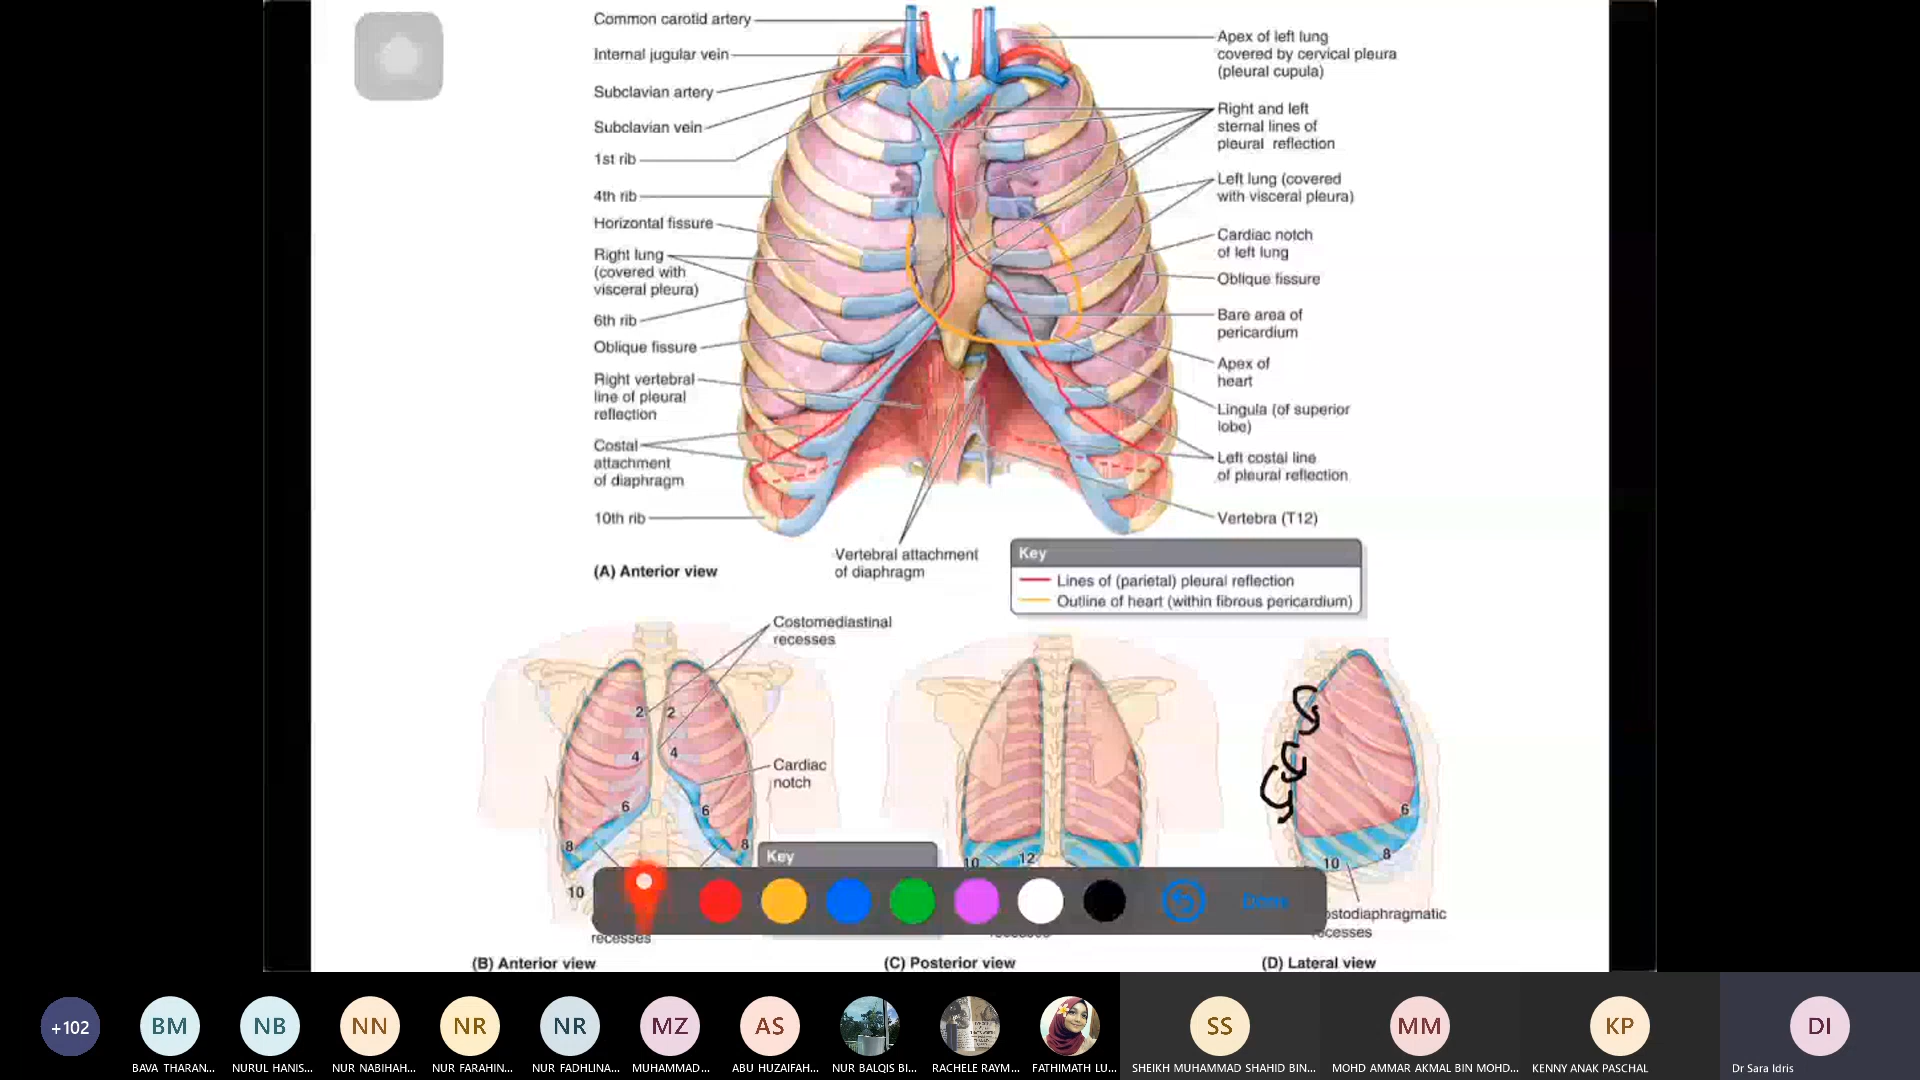 Common carotid artery
Internal jugular vein
Subclavian artery
Subclavian vein
1st rib
4th rib
Horizontal fissure
Right lung
(covered with
visceral pleura)
6th rib
Oblique fissure
Right vertebral
line of pleural
reflection
Costal
attachment
of diaphragm
10th rib
(A) Anterior view
Vertebral attachment
of diaphragm
Apex of left lung
covered by cervical pleura
(pleural cupula)
Right and left
sternal lines of
pleural reflection
Left lung (covered
with visceral pleura)
Cardiac notch
of left lung
Oblique fissure
Bare area of
pericardium
Apex of
heart
Lingula (of superior
lobe)
Left costal line
of pleural reflection
Vertebra (T12)
Key
Lines of (parietal) pleural reflection
Outline of heart (within fibrous pericardium)
Costomediastinal
recesses
2 2
4 4
Cardiac
notch
6 6
8 8
10
Key
recesses
(B) Anterior view
10 12
(C) Posterior view
6
8
10
ostodiaphragmatic
recesses
(D) Lateral view
Done
+102
BM
NB
NN
NR
NR
MZ
AS
SS
MM
KP
DI
BAVA THARAN...
NURUL HANIS...
NUR NABIHAH...
NUR FARAHIN...
NUR FADHLINA...
MUHAMMAD...
ABU HUZAIFAH...
NUR BALQIS BI...
RACHELE RAYM...
FATHIMATH LU...
SHEIKH MUHAMMAD SHAHID BIN...
MOHD AMMAR AKMAL BIN MOHD...
KENNY ANAK PASCHAL
Dr Sara Idris